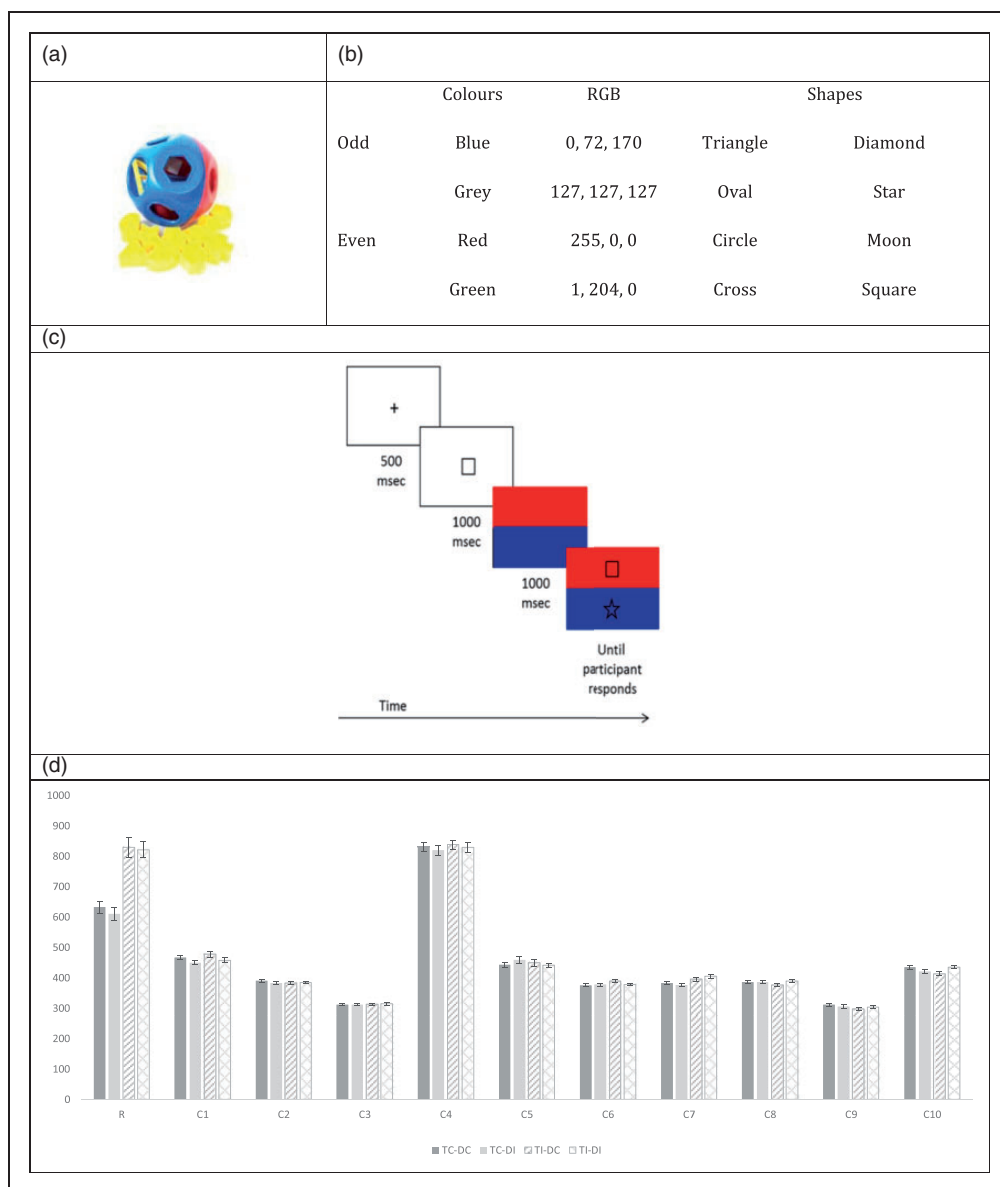 (a)
(b)
Colours RGB Shapes
Odd Blue 0, 72, 170 Triangle Diamond
Grey 127, 127, 127 Oval Star
Even Red 255, 0, 0 Circle Moon
Green 1, 204, 0 Cross Square
(c)
+
500
msec
1000
msec
1000
msec
Until
participant
responds
Time
(d)
1000
900
800
700
600
500
400
300
200
100
0
R C1 C2 C3 C4 C5 C6 C7 C8 C9 C10
TC-DC TC-DI TI-DC TI-DI